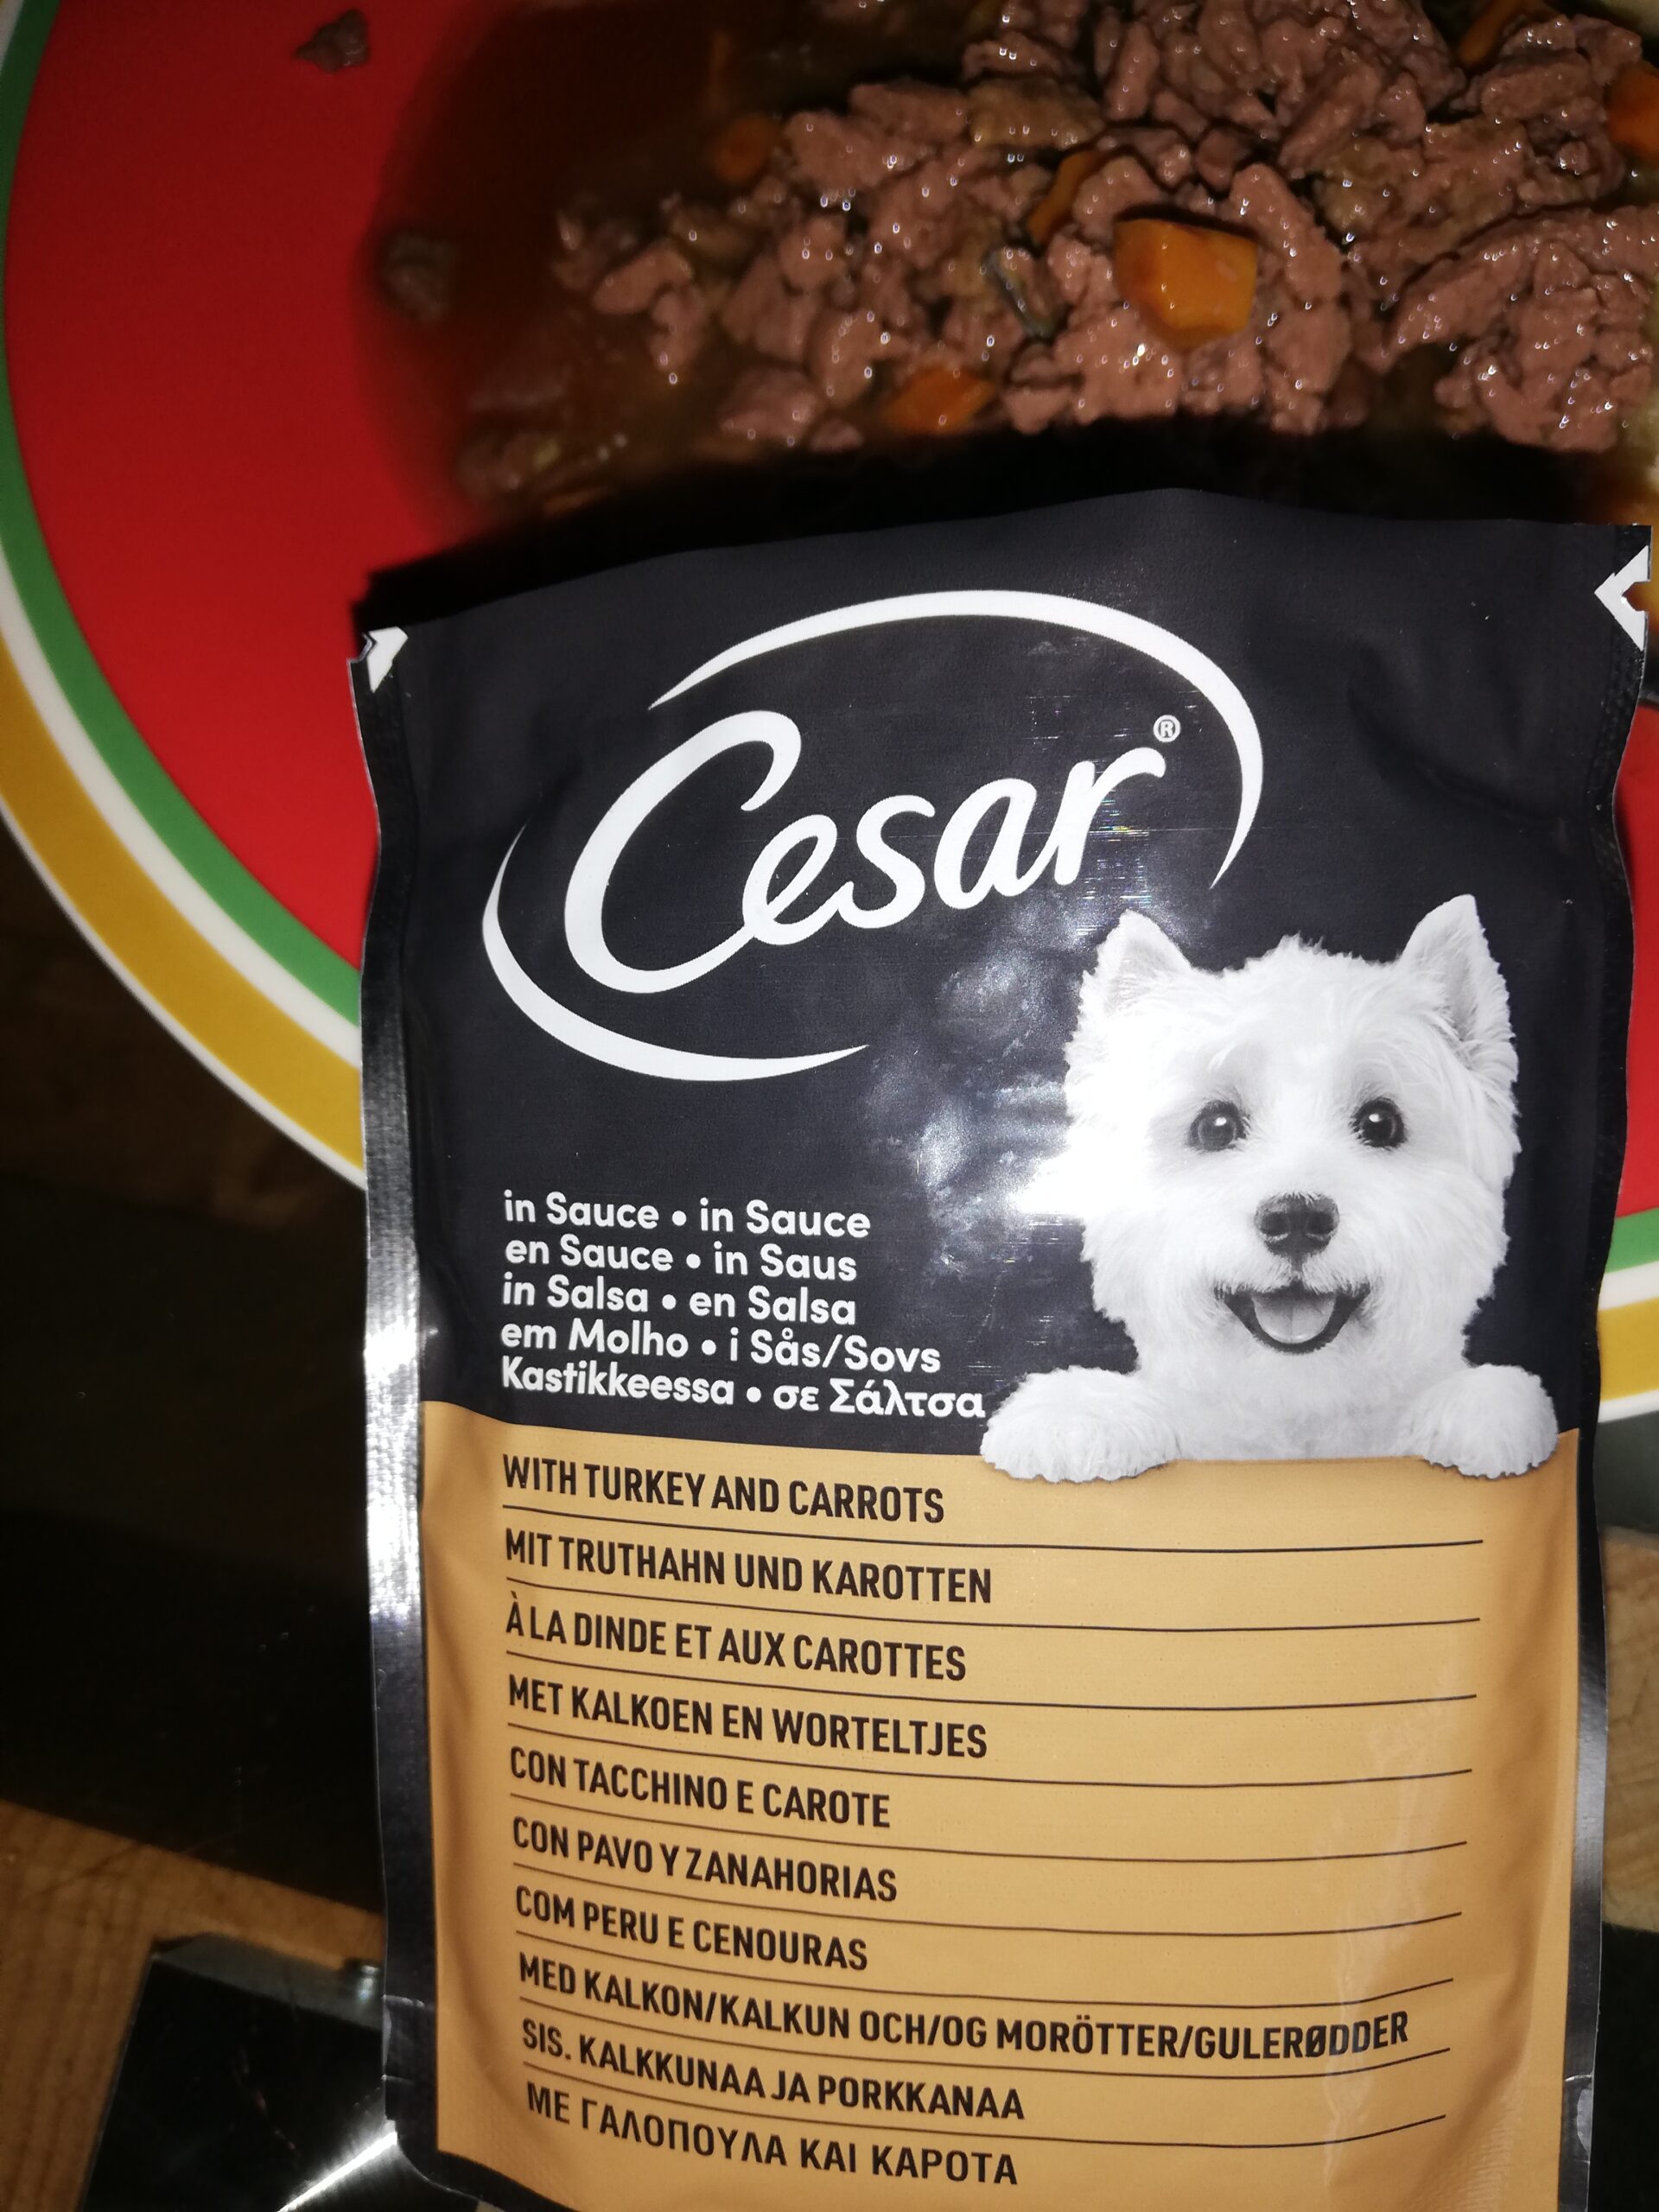 Cesar®
in Sauce • in Sauce
en Sauce • in Saus
in Salsa • en Salsa
em Molho • i Sås/Sovs
Kastikkeessa • σε Σάλτσα
WITH TURKEY AND CARROTS
MIT TRUTHAHN UND KAROTTEN
À LA DINDE ET AUX CAROTTES
MET KALKOEN EN WORTELTJES
CON TACCHINO E CAROTE
CON PAVO Y ZANAHORIAS
COM PERU E CENOURAS
MED KALKON/KALKUN OCH/OG MORÖTTER/GULERØDDER
SIS. KALKKUNAA JA PORKKANAA
ΜΕ ΓΑΛΟΠΟΥΛΑ ΚΑΙ ΚΑΡΟΤΑ